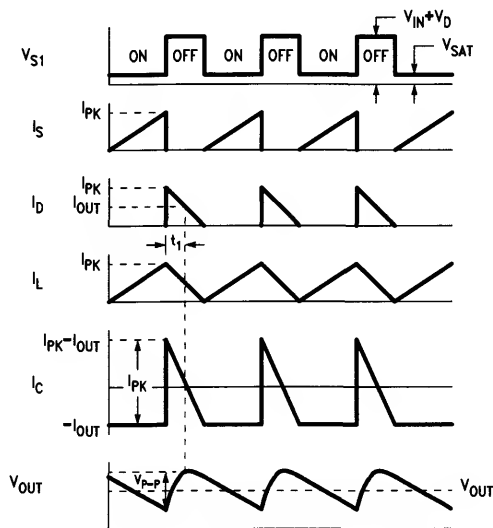 V_IN+V_D
ON OFF ON OFF ON OFF
V_SAT
V_S1
I_PK
I_S
I_PK
I_OUT
I_D
t_1
I_PK
I_L
I_PK–I_OUT
I_PK
I_C
–I_OUT
V_P–P
V_OUT
V_OUT